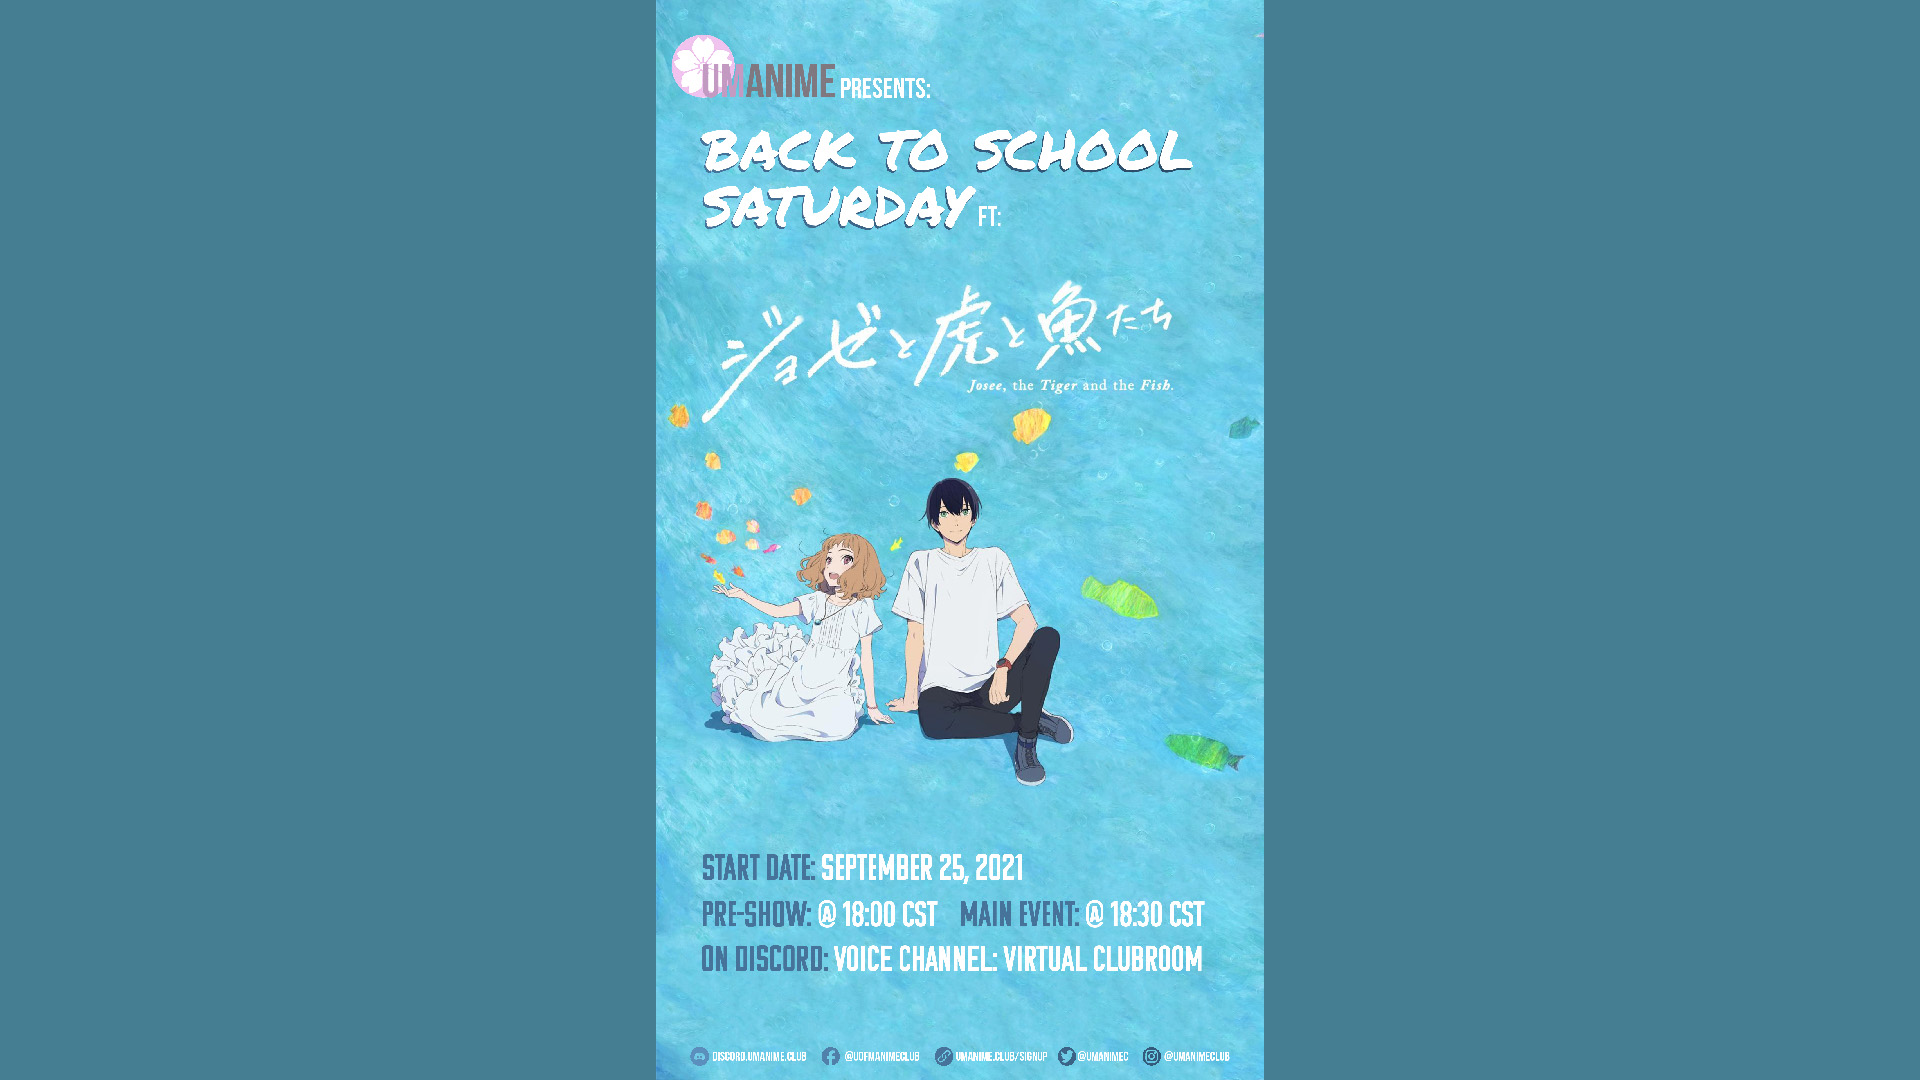 UMANIME PRESENTS:
BACK TO SCHOOL
SATURDAY FT:
ジョゼと虎と魚たち
Josee, the Tiger and the Fish.
START DATE: SEPTEMBER 25, 2021
PRE-SHOW: @ 18:00 CST MAIN EVENT: @ 18:30 CST
ON DISCORD: VOICE CHANNEL: VIRTUAL CLUBROOM
DISCORD.UMANIME.CLUB @UOFMANIMECLUB UMANIME.CLUB/SIGNUP @UMANIMEC @UMANIMECLUB